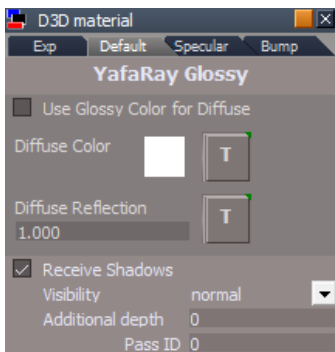 D3D material
Exp Default Specular Bump
YafaRay Glossy
Use Glossy Color for Diffuse
Diffuse Color T
Diffuse Reflection T
1.000
Receive Shadows
Visibility normal
Additional depth 0
Pass ID 0